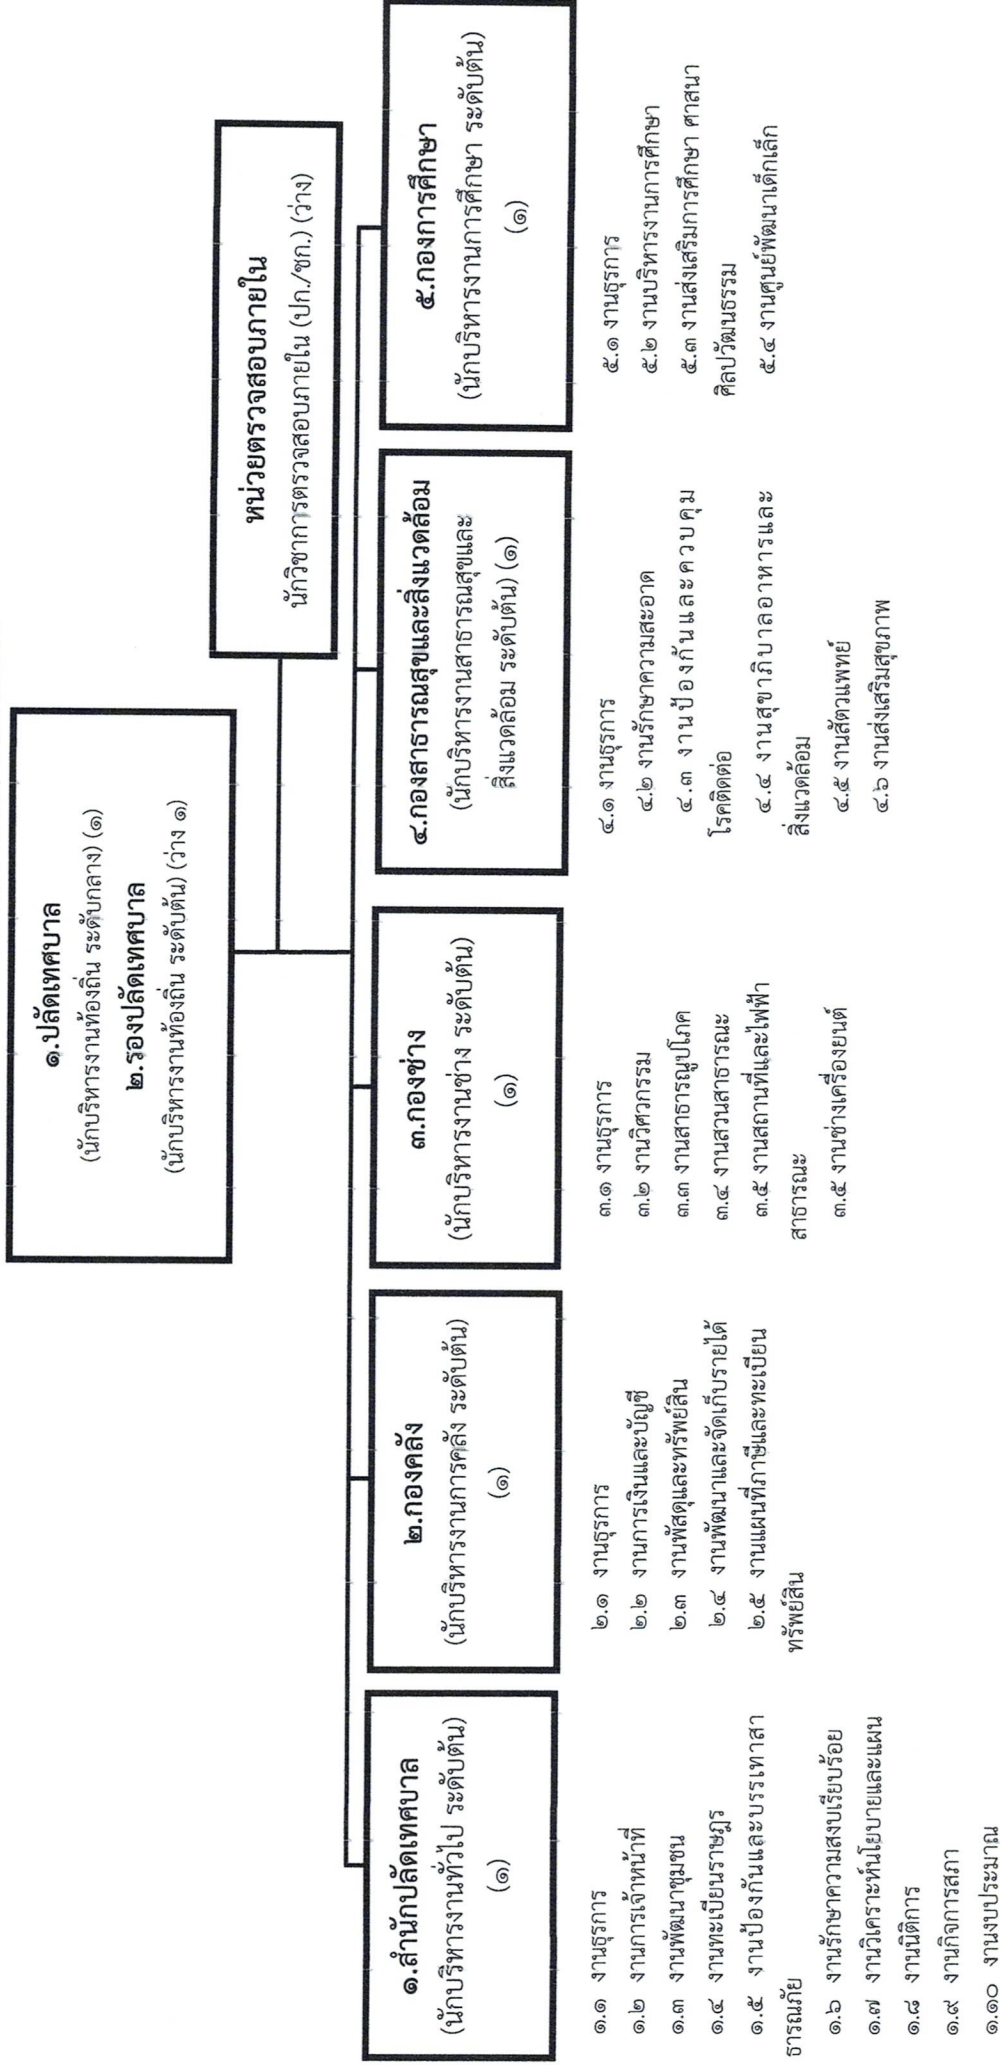 ๑.ปลัดเทศบาล
(นักบริหารงานท้องถิ่น ระดับกลาง) (๑)
๒.รองปลัดเทศบาล
(นักบริหารงานท้องถิ่น ระดับต้น) (ว่าง ๑)
หน่วยตรวจสอบภายใน
นักวิชาการตรวจสอบภายใน (ปก./ชก.) (ว่าง)
๑.สำนักปลัดเทศบาล
(นักบริหารงานทั่วไป ระดับต้น)
(๑)
๑.๑ งานธุรการ
๑.๒ งานการเจ้าหน้าที่
๑.๓ งานพัฒนาชุมชน
๑.๔ งานทะเบียนราษฎร
๑.๕ งานป้องกันและบรรเทาสา
ธารณภัย
๑.๖ งานรักษาความสงบเรียบร้อย
๑.๗ งานวิเคราะห์นโยบายและแผน
๑.๘ งานนิติการ
๑.๙ งานกิจการสภา
๑.๑๐ งานงบประมาณ
๒.กองคลัง
(นักบริหารงานการคลัง ระดับต้น)
(๑)
๒.๑ งานธุรการ
๒.๒ งานการเงินและบัญชี
๒.๓ งานพัสดุและทรัพย์สิน
๒.๔ งานพัฒนาและจัดเก็บรายได้
๒.๕ งานแผนที่ภาษีและทะเบียน
ทรัพย์สิน
๓.กองช่าง
(นักบริหารงานช่าง ระดับต้น)
(๑)
๓.๑ งานธุรการ
๓.๒ งานวิศวกรรม
๓.๓ งานสาธารณูปโภค
๓.๔ งานสวนสาธารณะ
๓.๕ งานสถานที่และไฟฟ้า
สาธารณะ
๓.๕ งานช่างเครื่องยนต์
๔.กองสาธารณสุขและสิ่งแวดล้อม
(นักบริหารงานสาธารณสุขและ
สิ่งแวดล้อม ระดับต้น) (๑)
๔.๑ งานธุรการ
๔.๒ งานรักษาความสะอาด
๔.๓ งานป้องกันและควบคุม
โรคติดต่อ
๔.๔ งานสุขาภิบาลอาหารและ
สิ่งแวดล้อม
๔.๕ งานสัตวแพทย์
๔.๖ งานส่งเสริมสุขภาพ
๕.กองการศึกษา
(นักบริหารงานการศึกษา ระดับต้น)
(๑)
๕.๑ งานธุรการ
๕.๒ งานบริหารงานการศึกษา
๕.๓ งานส่งเสริมการศึกษา ศาสนา
ศิลปวัฒนธรรม
๕.๔ งานศูนย์พัฒนาเด็กเล็ก